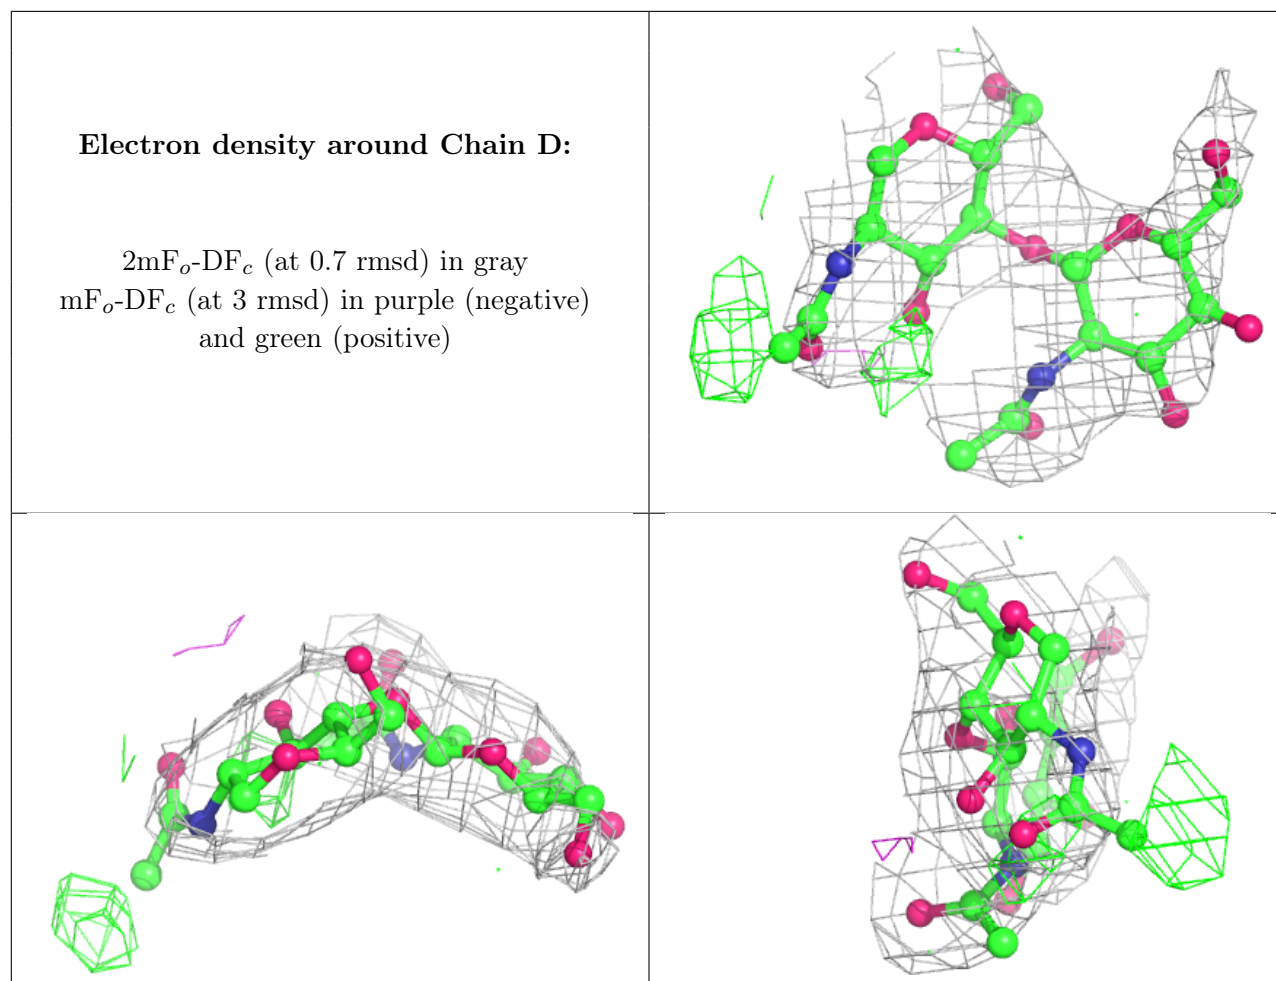 Electron density around Chain D:
2mFₒ-DF𝒸 (at 0.7 rmsd) in gray
mFₒ-DF𝒸 (at 3 rmsd) in purple (negative)
and green (positive)